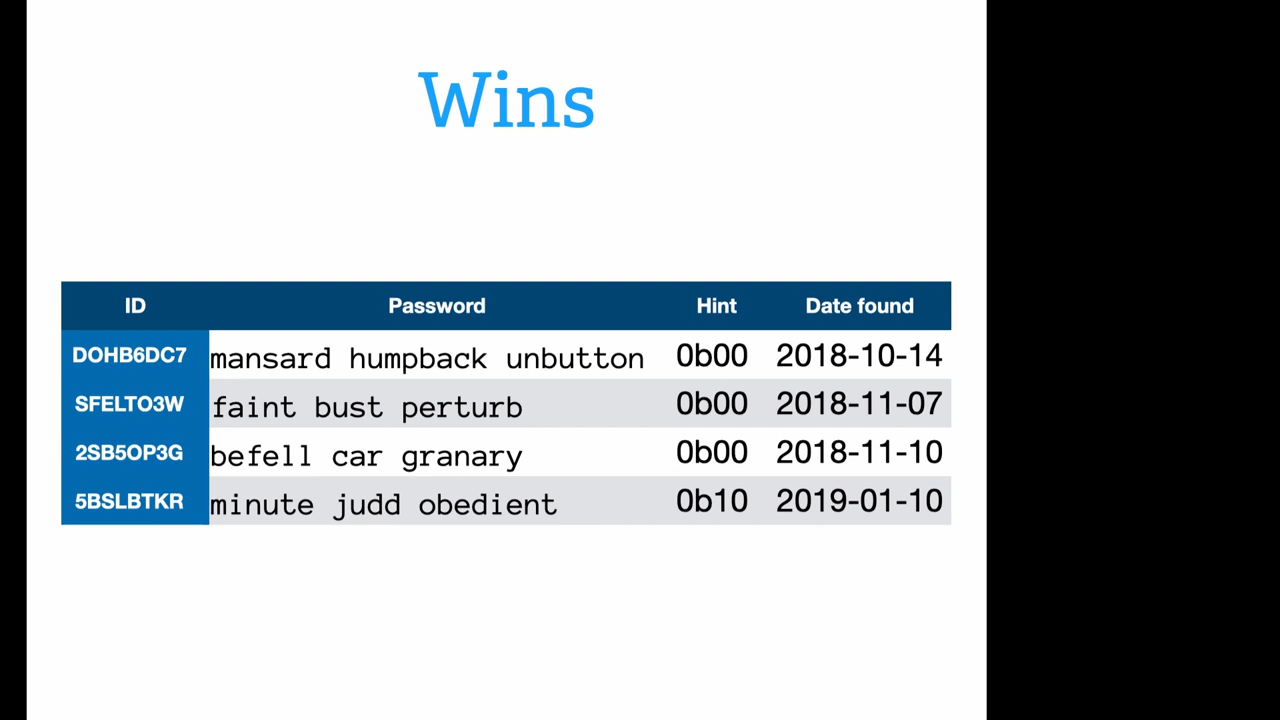 Wins
ID Password Hint Date found
DOHB6DC7 mansard humpback unbutton 0b00 2018-10-14
SFELTO3W faint bust perturb 0b00 2018-11-07
2SB5OP3G befell car granary 0b00 2018-11-10
5BSLBTKR minute judd obedient 0b10 2019-01-10